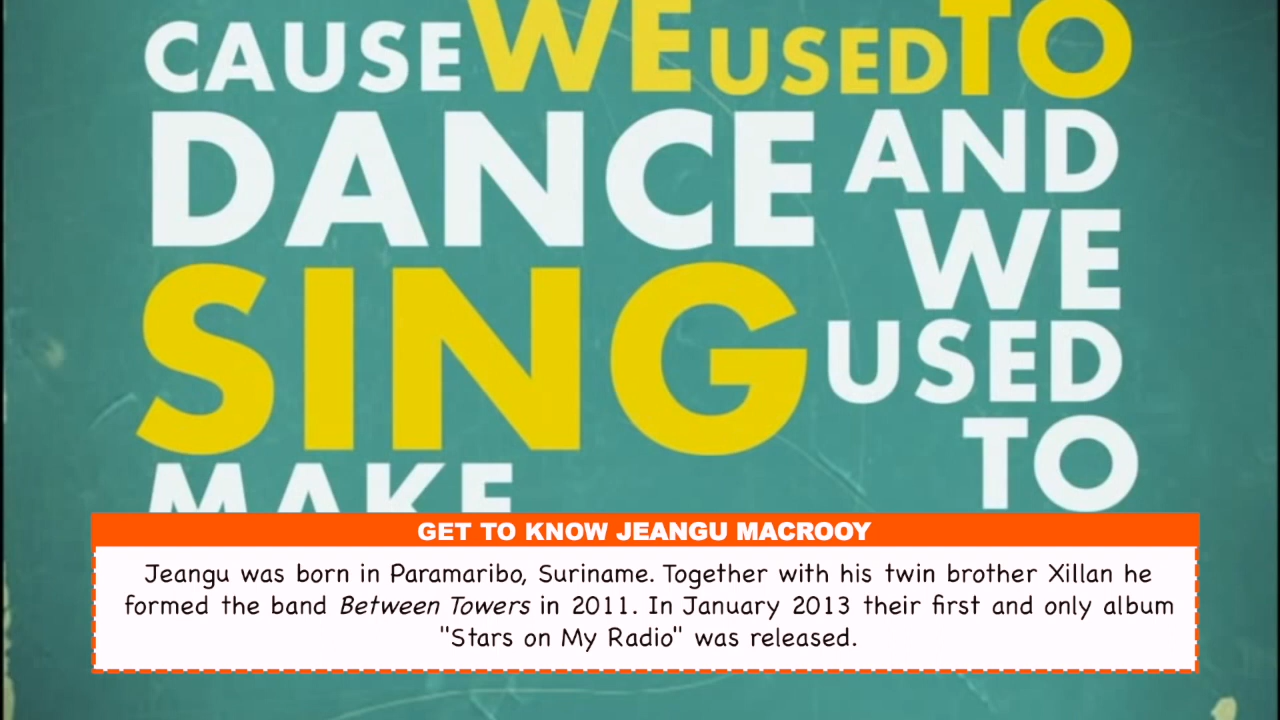 CAUSE WE USED TO
DANCE AND
WE
SING USED
TO
MAKE
GET TO KNOW JEANGU MACROOY
Jeangu was born in Paramaribo, Suriname. Together with his twin brother Xillan he
formed the band Between Towers in 2011. In January 2013 their first and only album
"Stars on My Radio" was released.